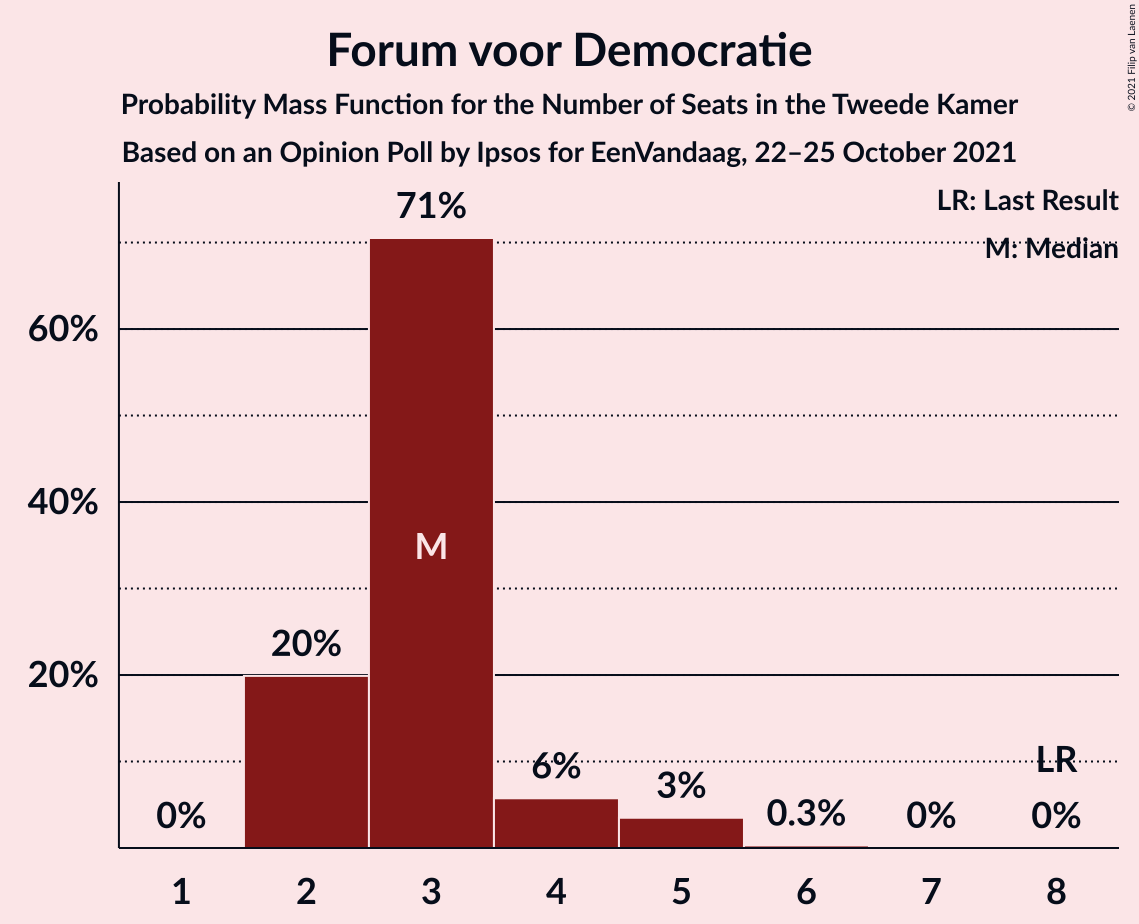 Forum voor Democratie
Probability Mass Function for the Number of Seats in the Tweede Kamer
Based on an Opinion Poll by Ipsos for EenVandaag, 22–25 October 2021
© 2021 Filip van Laenen
LR: Last Result
M: Median
71%
60%
40%
M
20%
20%
6%
3%
0.3%
0%
0%
LR
0%
1 2 3 4 5 6 7 8